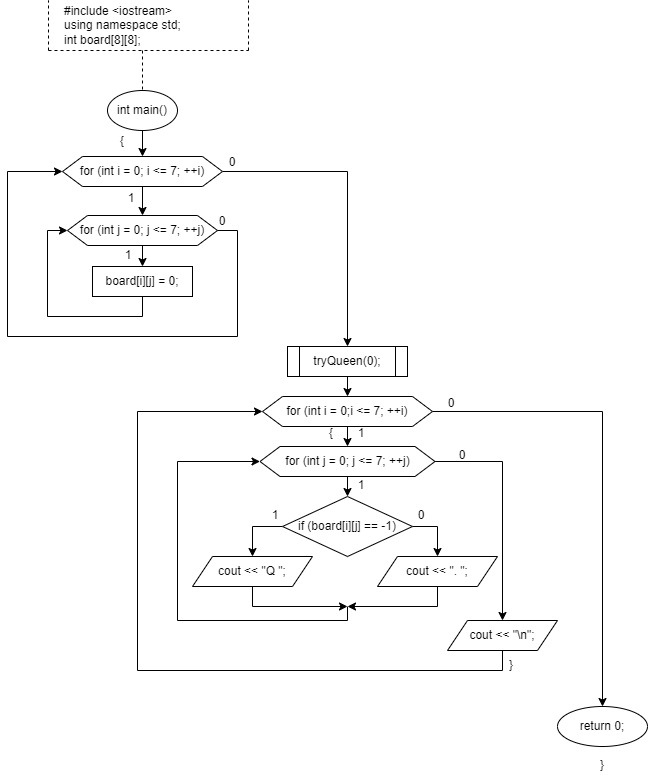 #include <iostream>
using namespace std;
int board[8][8];
int main()
{
for (int i = 0; i <= 7; ++i)
0
1
for (int j = 0; j <= 7; ++j)
0
1
board[i][j] = 0;
tryQueen(0);
for (int i = 0;i <= 7; ++i)
0
{ 1
for (int j = 0; j <= 7; ++j)
0
1
if (board[i][j] == -1)
1
0
cout << "Q ";
cout << ". ";
cout << "\n";
}
return 0;
}